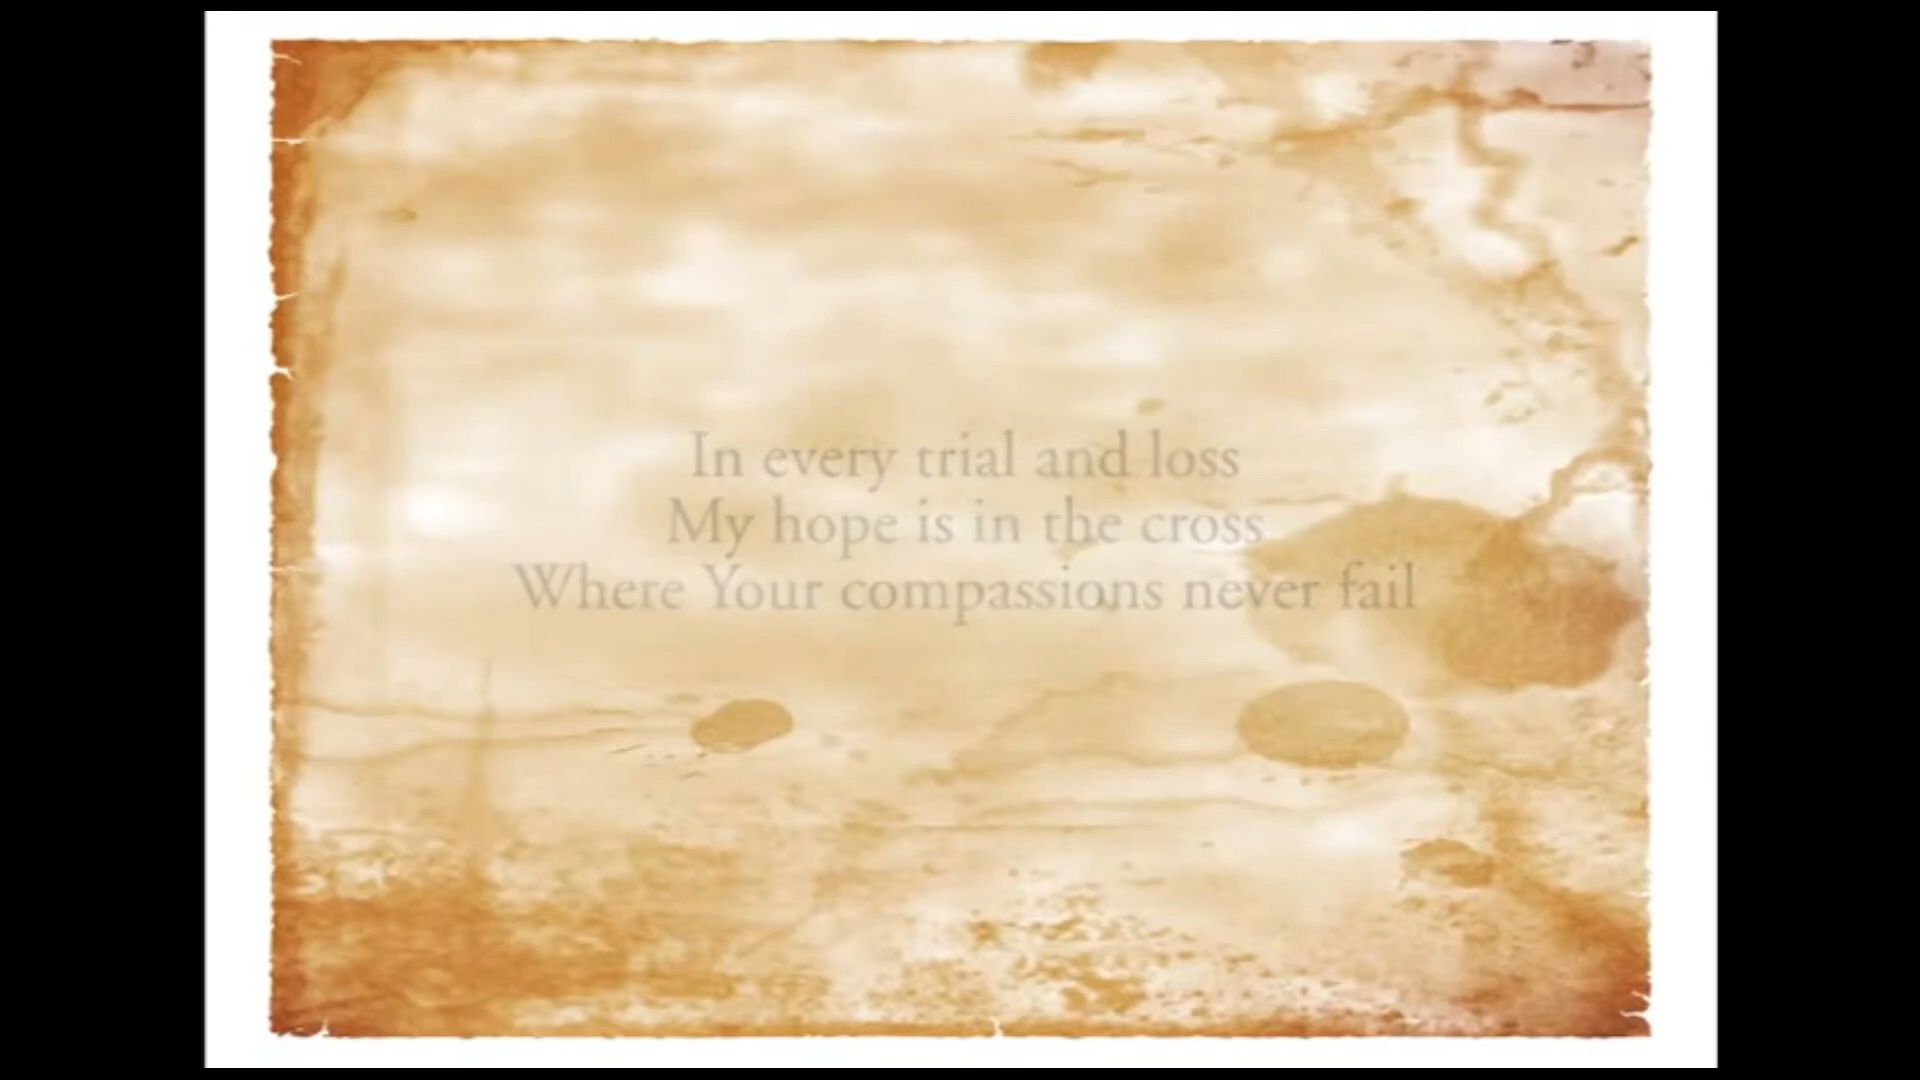 In every trial and loss
My hope is in the cross
Where Your compassions never fail